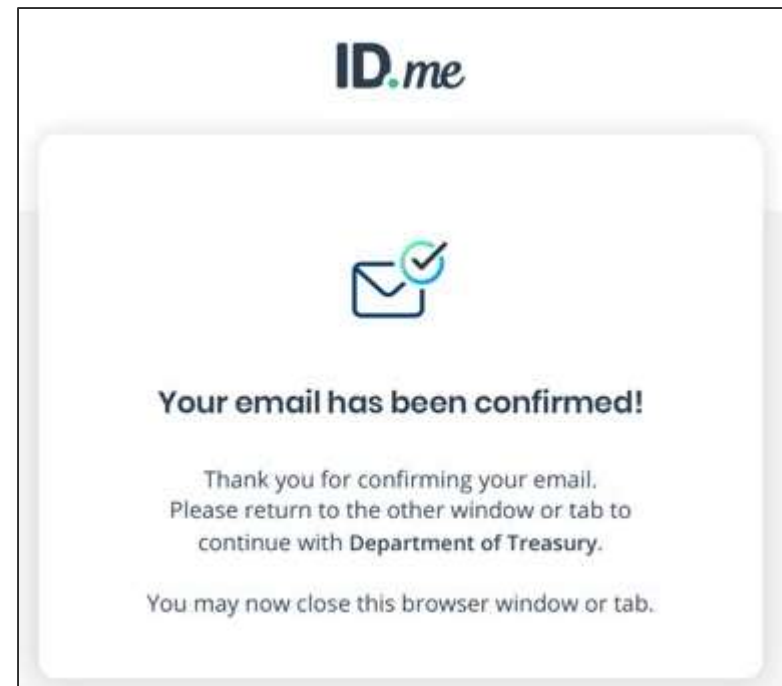 ID.me
Your email has been confirmed!
Thank you for confirming your email.
Please return to the other window or tab to
continue with Department of Treasury.
You may now close this browser window or tab.